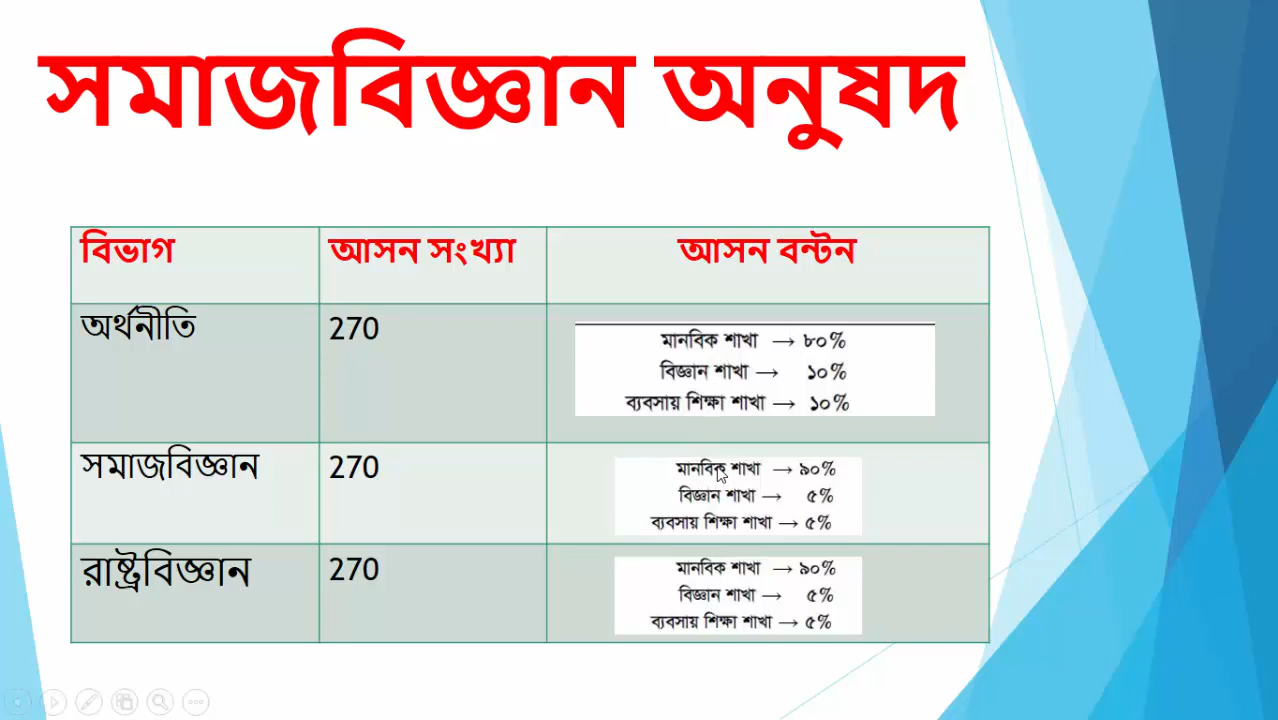 সমাজবিজ্ঞান অনুষদ
বিভাগ আসন সংখ্যা আসন বন্টন
অর্থনীতি 270
মানবিক শাখা → ৮০%
বিজ্ঞান শাখা → ১০%
ব্যবসায় শিক্ষা শাখা → ১০%
সমাজবিজ্ঞান 270
মানবিক শাখা → ৯০%
বিজ্ঞান শাখা → ৫%
ব্যবসায় শিক্ষা শাখা → ৫%
রাষ্ট্রবিজ্ঞান 270
মানবিক শাখা → ৯০%
বিজ্ঞান শাখা → ৫%
ব্যবসায় শিক্ষা শাখা → ৫%